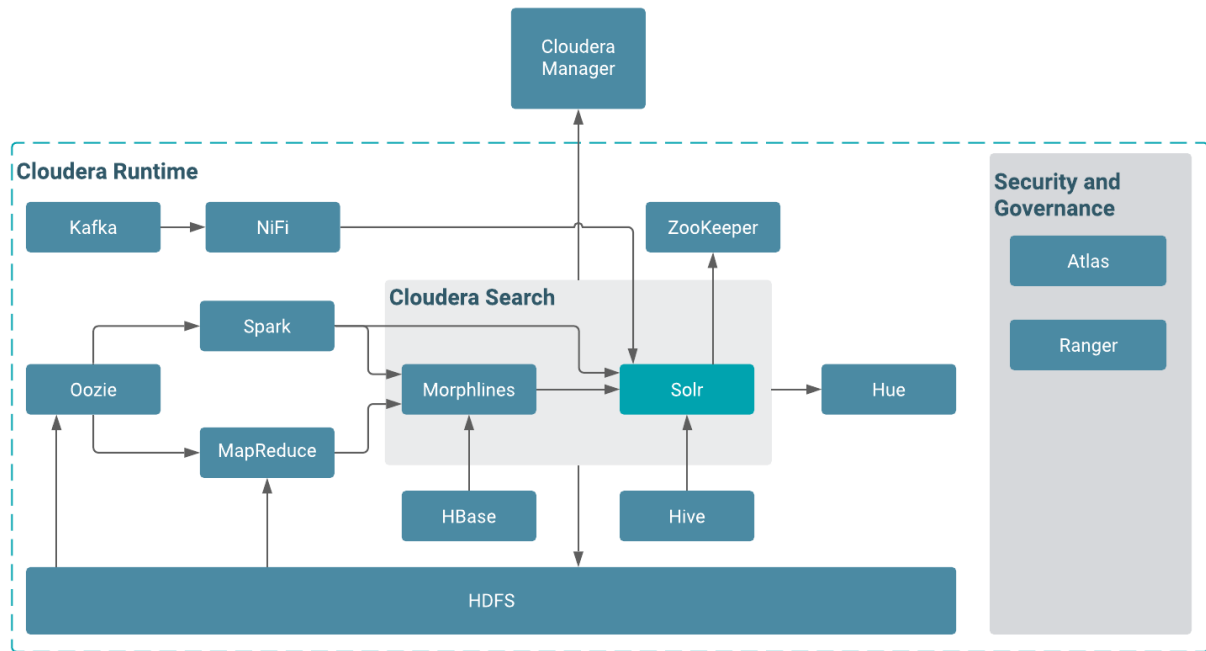 Cloudera
Manager
Cloudera Runtime
Security and
Governance
Kafka
NiFi
ZooKeeper
Atlas
Cloudera Search
Spark
Ranger
Oozie
Morphlines
Solr
Hue
MapReduce
HBase
Hive
HDFS